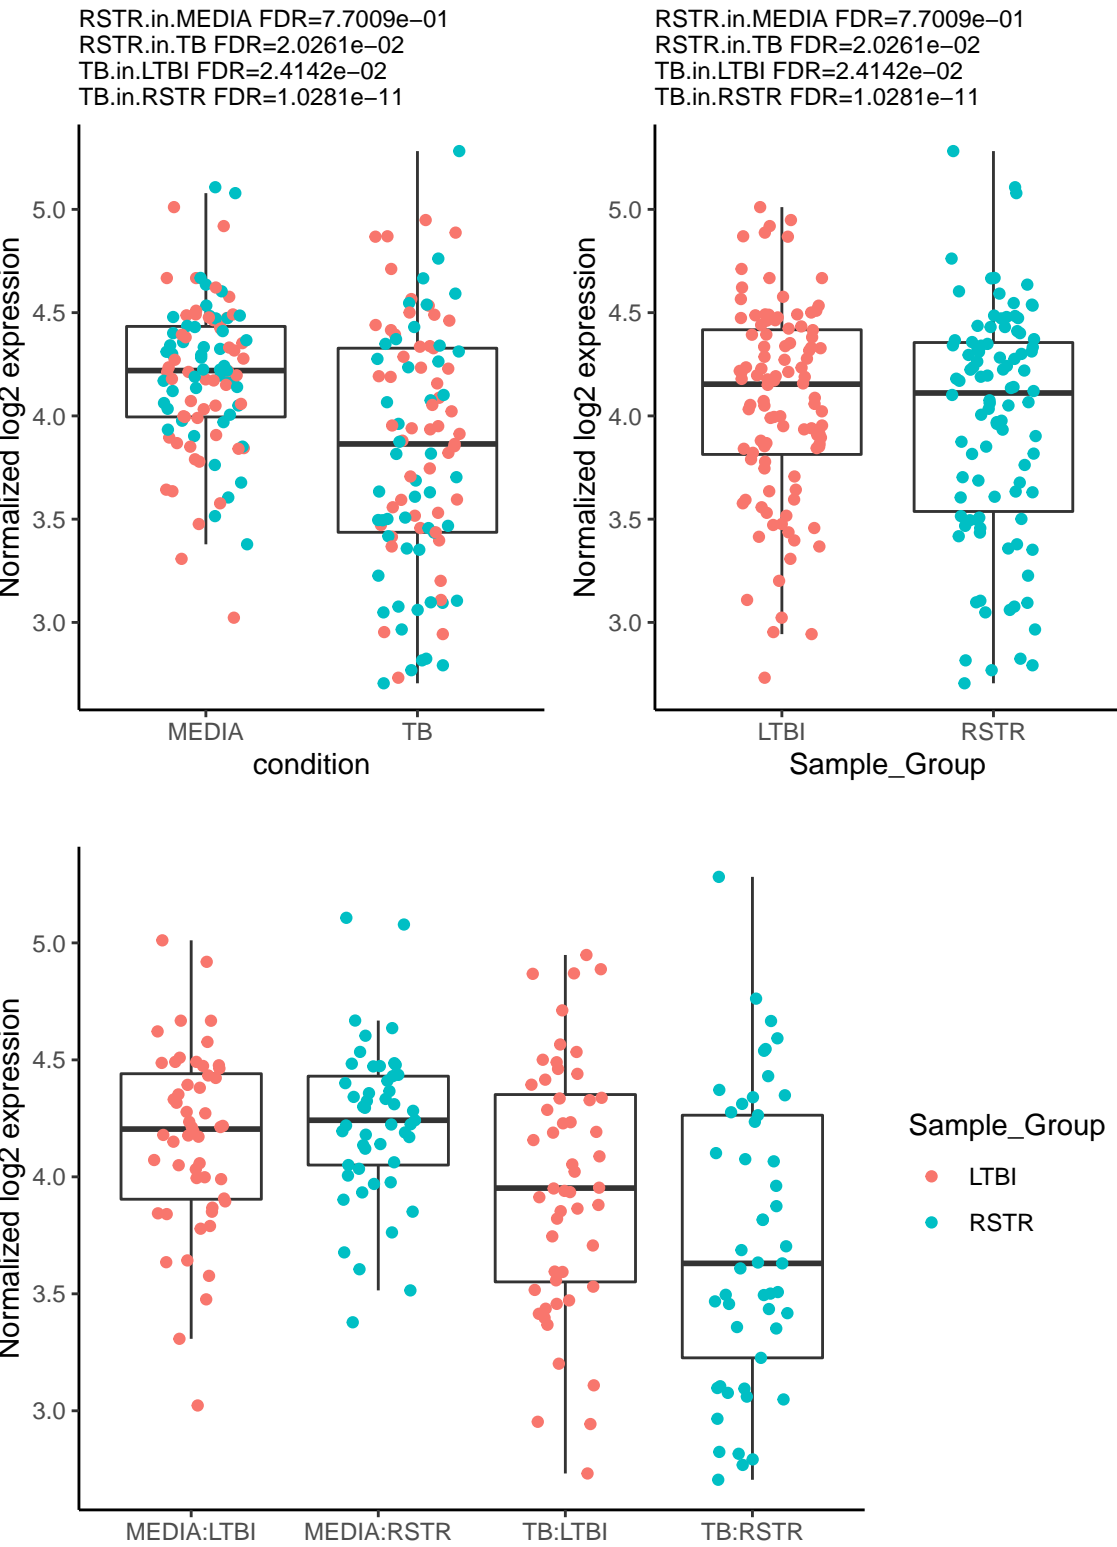 RSTR.in.MEDIA FDR=7.7009e−01
RSTR.in.TB FDR=2.0261e−02
TB.in.LTBI FDR=2.4142e−02
TB.in.RSTR FDR=1.0281e−11
Normalized log2 expression
5.0
4.5
4.0
3.5
3.0
MEDIA
TB
condition
RSTR.in.MEDIA FDR=7.7009e−01
RSTR.in.TB FDR=2.0261e−02
TB.in.LTBI FDR=2.4142e−02
TB.in.RSTR FDR=1.0281e−11
Normalized log2 expression
5.0
4.5
4.0
3.5
3.0
LTBI
RSTR
Sample_Group
Normalized log2 expression
5.0
4.5
4.0
3.5
3.0
MEDIA:LTBI
MEDIA:RSTR
TB:LTBI
TB:RSTR
Sample_Group
LTBI
RSTR